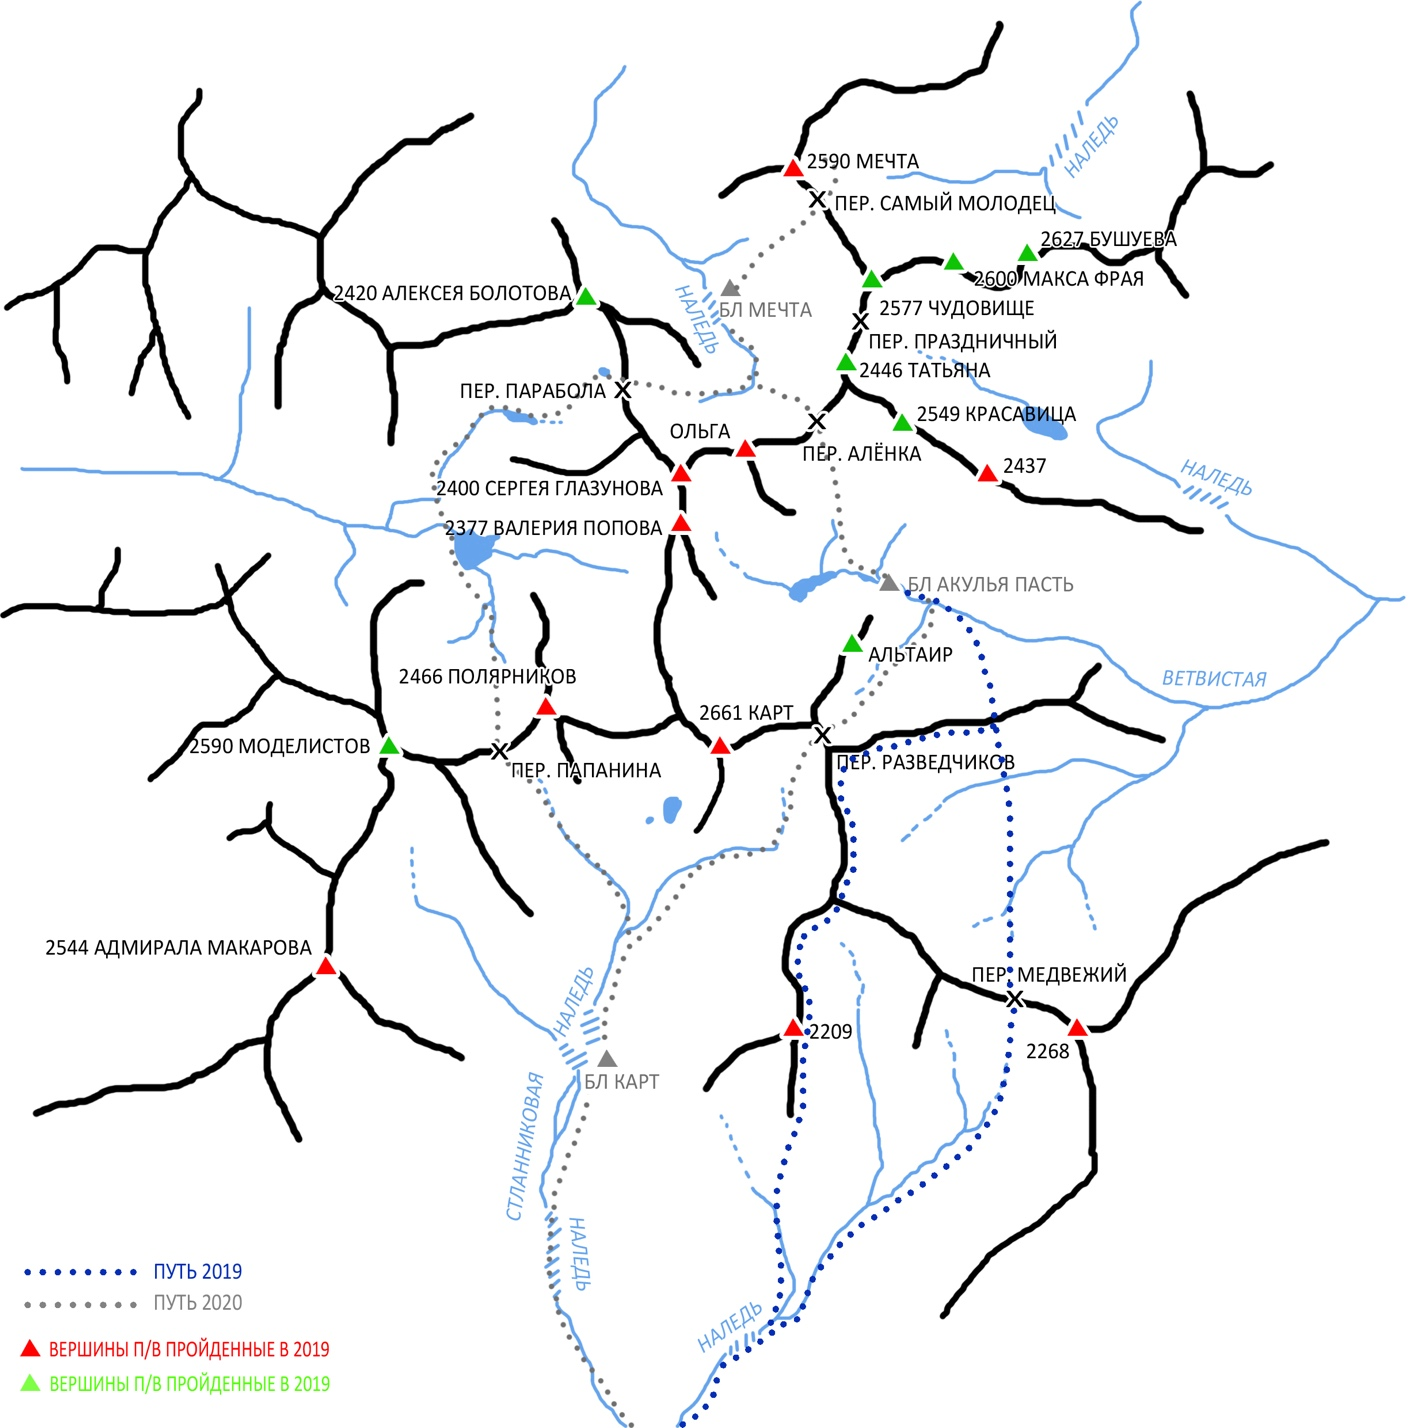 2590 МЕЧТА
НАЛЕДЬ
ПЕР. САМЫЙ МОЛОДЕЦ
2627 БУШУЕВА
2600 МАКСА ФРАЯ
2420 АЛЕКСЕЯ БОЛОТОВА
НАЛЕДЬ
БЛ МЕЧТА
2577 ЧУДОВИЩЕ
ПЕР. ПРАЗДНИЧНЫЙ
2446 ТАТЬЯНА
ПЕР. ПАРАБОЛА
2549 КРАСАВИЦА
ОЛЬГА
ПЕР. АЛЁНКА
2437
НАЛЕДЬ
2400 СЕРГЕЯ ГЛАЗУНОВА
2377 ВАЛЕРИЯ ПОПОВА
БЛ АКУЛЬЯ ПАСТЬ
АЛЬТАИР
2466 ПОЛЯРНИКОВ
ВЕТВИСТАЯ
2661 КАРТ
2590 МОДЕЛИСТОВ
ПЕР. ПАПАНИНА
ПЕР. РАЗВЕДЧИКОВ
2544 АДМИРАЛА МАКАРОВА
ПЕР. МЕДВЕЖИЙ
НАЛЕДЬ
2209
2268
БЛ КАРТ
СТЛАННИКОВАЯ
НАЛЕДЬ
НАЛЕДЬ
ПУТЬ 2019
ПУТЬ 2020
ВЕРШИНЫ П/В ПРОЙДЕННЫЕ В 2019
ВЕРШИНЫ П/В ПРОЙДЕННЫЕ В 2019